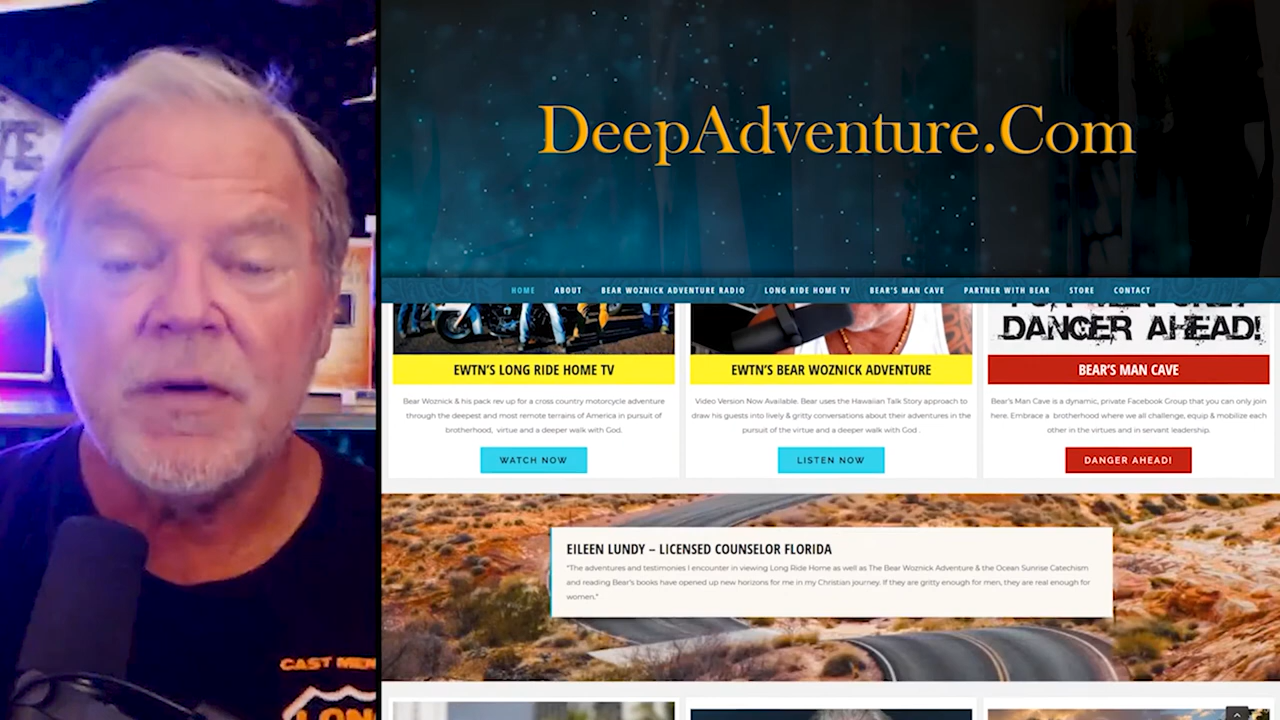 DeepAdventure.Com
HOME ABOUT BEAR WOZNICK ADVENTURE RADIO LONG RIDE HOME TV BEAR'S MAN CAVE PARTNER WITH BEAR STORE CONTACT
DANGER AHEAD!
EWTN'S LONG RIDE HOME TV
Bear Woznick & his pack rev up for a cross country motorcycle adventure
through the deepest and most remote terrains of America in pursuit of
brotherhood, virtue and a deeper walk with God.
WATCH NOW
EWTN'S BEAR WOZNICK ADVENTURE
Video Version Now Available. Bear uses the Hawaiian Talk Story approach to
draw his guests into lively & gritty conversations about their adventures in the
pursuit of the virtue and a deeper walk with God .
LISTEN NOW
BEAR'S MAN CAVE
Bear's Man Cave is a dynamic, private Facebook Group that you can only join
here. Embrace a brotherhood where we all challenge, equip & mobilize each
other in the virtues and in servant leadership.
DANGER AHEAD!
EILEEN LUNDY – LICENSED COUNSELOR FLORIDA
"The adventures and testimonies I encounter in viewing Long Ride Home as well as The Bear Woznick Adventure & the Ocean Sunrise Catechism
and reading Bear's books have opened up new horizons for me in my Christian journey. If they are gritty enough for men, they are real enough for
women."
CAST